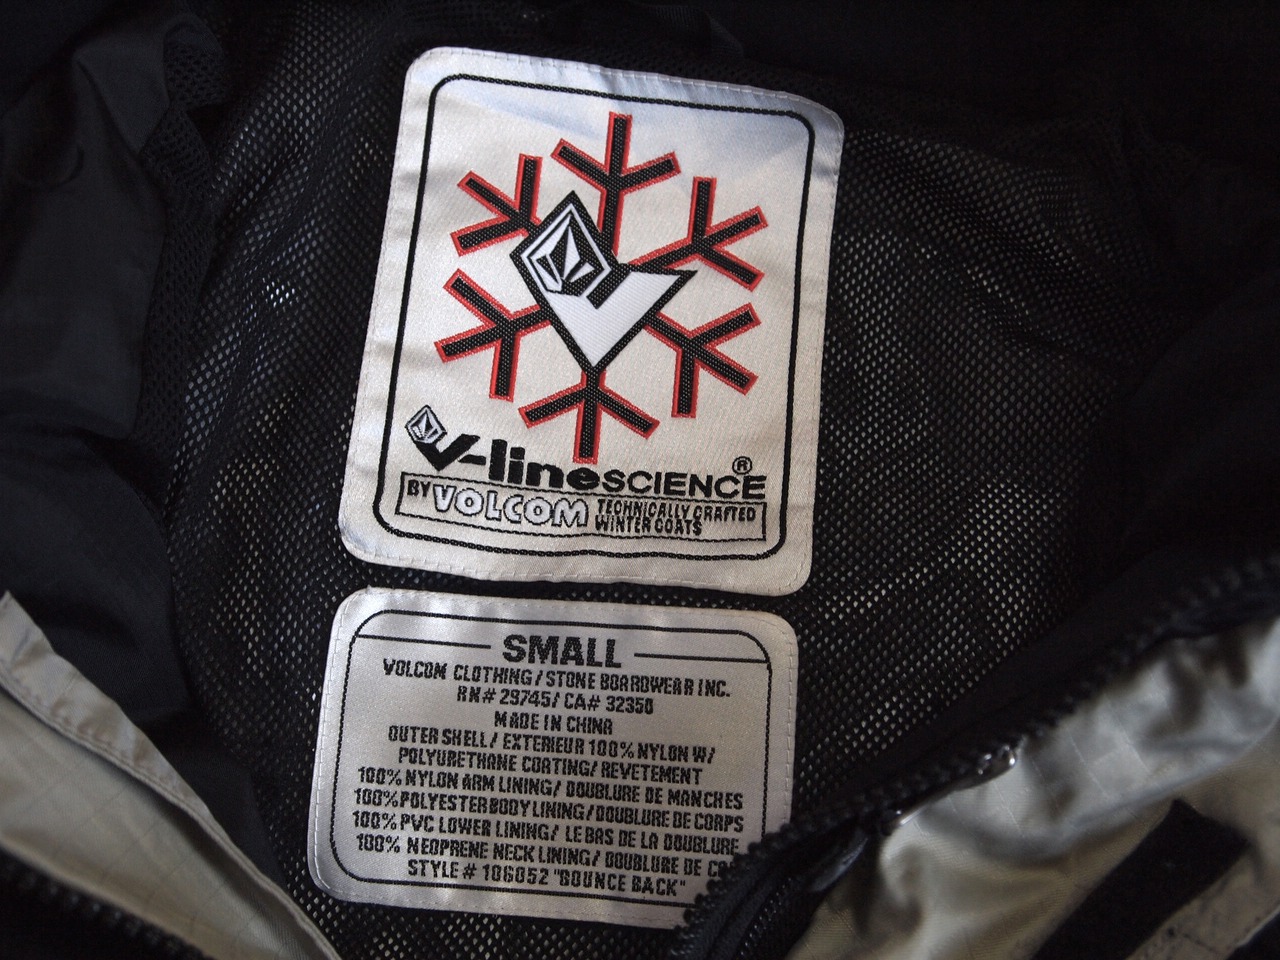 V-lineSCIENCE®
BY VOLCOM TECHNICALLY CRAFTED
WINTER COATS
SMALL
VOLCOM CLOTHING/STONE BOARDWEAR INC.
RN# 29745/ CA# 32350
MADE IN CHINA
OUTER SHELL/ EXTERIEUR 100% NYLON W/
POLYURETHANE COATING/ REVETEMENT
100% NYLON ARM LINING/ DOUBLURE DE MANCHES
100% POLYESTER BODY LINING/ DOUBLURE DE CORPS
100% PVC LOWER LINING/ LE BAS DE LA DOUBLURE
100% NEOPRENE NECK LINING/ DOUBLURE DE
STYLE # 106052 "BOUNCE BACK"